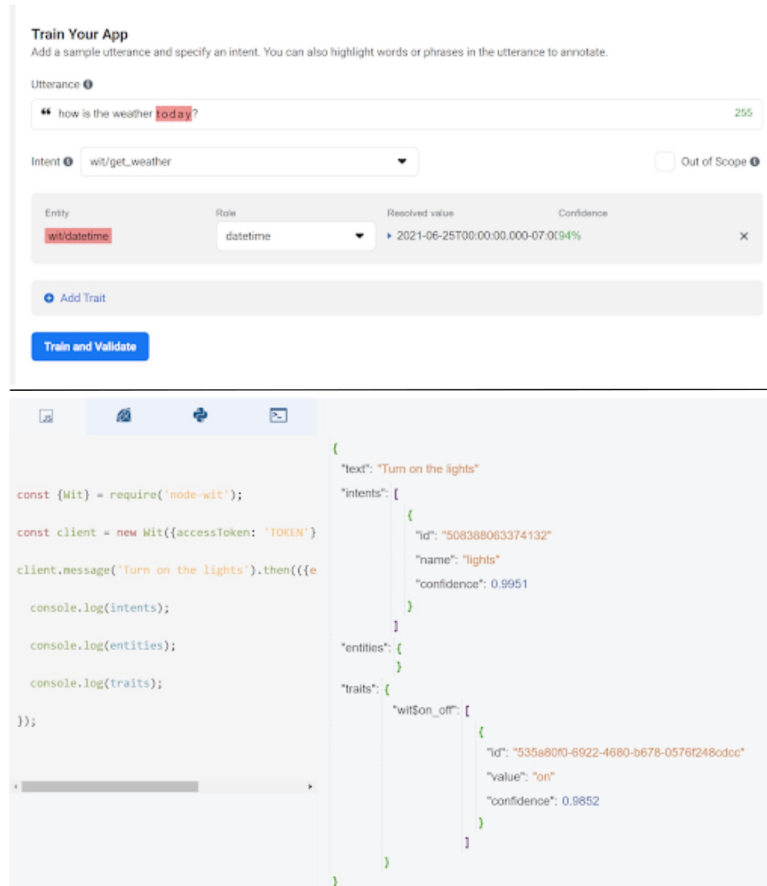 Train Your App
Add a sample utterance and specify an intent. You can also highlight words or phrases in the utterance to annotate.
Utterance
❝ how is the weather today?
255
Intent
wit/get_weather
Out of Scope
Entity Role Resolved value Confidence
wit/datetime datetime 2021-06-25T00:00:00.000-07:0( 94%
Add Trait
Train and Validate
JS
const {Wit} = require('node-wit');
const client = new Wit({accessToken: 'TOKEN'}
client.message('Turn on the lights').then(({e
console.log(intents);
console.log(entities);
console.log(traits);
});
{
"text": "Turn on the lights"
"intents": [
{
"id": "508388063374132"
"name": "lights"
"confidence": 0.9951
}
]
"entities": {
}
"traits": {
"wit$on_off": [
{
"id": "535a80f0-6922-4680-b678-0576f248cdcc"
"value": "on"
"confidence": 0.9852
}
]
}
}